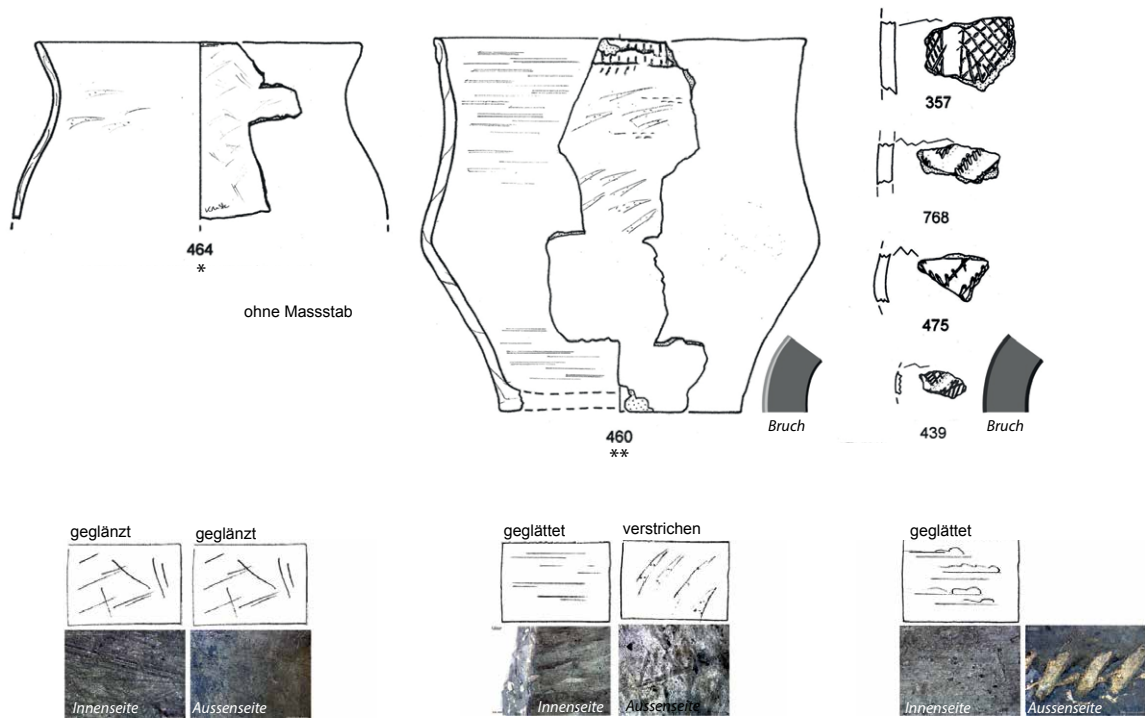 464
*
ohne Massstab
460
**
Bruch
357
768
475
439
Bruch
geglänzt
geglänzt
Innenseite
Aussenseite
geglättet
verstrichen
Innenseite
Aussenseite
geglättet
Innenseite
Aussenseite